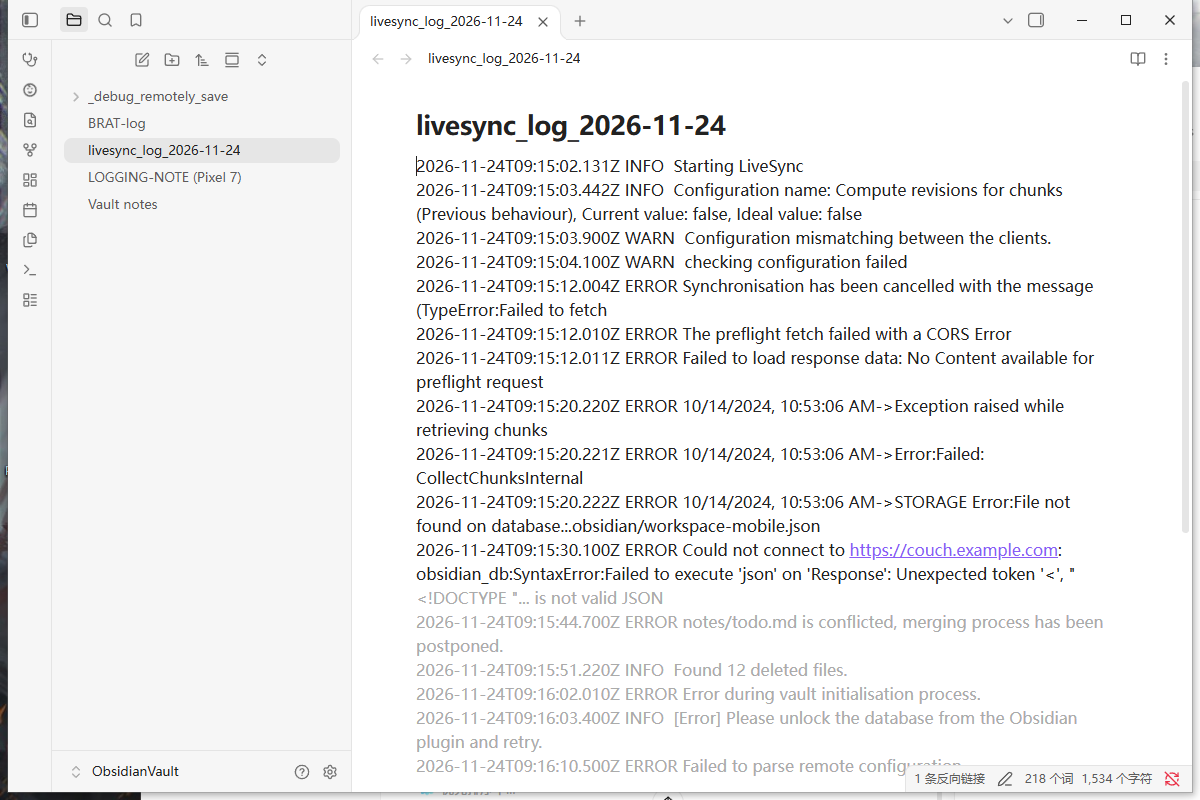 livesync_log_2026-11-24
livesync_log_2026-11-24
_debug_remotely_save
BRAT-log
livesync_log_2026-11-24
LOGGING-NOTE (Pixel 7)
Vault notes
livesync_log_2026-11-24
2026-11-24T09:15:02.131Z INFO  Starting LiveSync
2026-11-24T09:15:03.442Z INFO  Configuration name: Compute revisions for chunks
(Previous behaviour), Current value: false, Ideal value: false
2026-11-24T09:15:03.900Z WARN  Configuration mismatching between the clients.
2026-11-24T09:15:04.100Z WARN  checking configuration failed
2026-11-24T09:15:12.004Z ERROR Synchronisation has been cancelled with the message
(TypeError:Failed to fetch
2026-11-24T09:15:12.010Z ERROR The preflight fetch failed with a CORS Error
2026-11-24T09:15:12.011Z ERROR Failed to load response data: No Content available for
preflight request
2026-11-24T09:15:20.220Z ERROR 10/14/2024, 10:53:06 AM->Exception raised while
retrieving chunks
2026-11-24T09:15:20.221Z ERROR 10/14/2024, 10:53:06 AM->Error:Failed:
CollectChunksInternal
2026-11-24T09:15:20.222Z ERROR 10/14/2024, 10:53:06 AM->STORAGE Error:File not
found on database.:.obsidian/workspace-mobile.json
2026-11-24T09:15:30.100Z ERROR Could not connect to https://couch.example.com:
obsidian_db:SyntaxError:Failed to execute 'json' on 'Response': Unexpected token '<', "
<!DOCTYPE "... is not valid JSON
2026-11-24T09:15:44.700Z ERROR notes/todo.md is conflicted, merging process has been
postponed.
2026-11-24T09:15:51.220Z INFO  Found 12 deleted files.
2026-11-24T09:16:02.010Z ERROR Error during vault initialisation process.
2026-11-24T09:16:03.400Z INFO  [Error] Please unlock the database from the Obsidian
plugin and retry.
2026-11-24T09:16:10.500Z ERROR Failed to parse remote configuration
ObsidianVault
1 条反向链接 218 个词 1,534 个字符